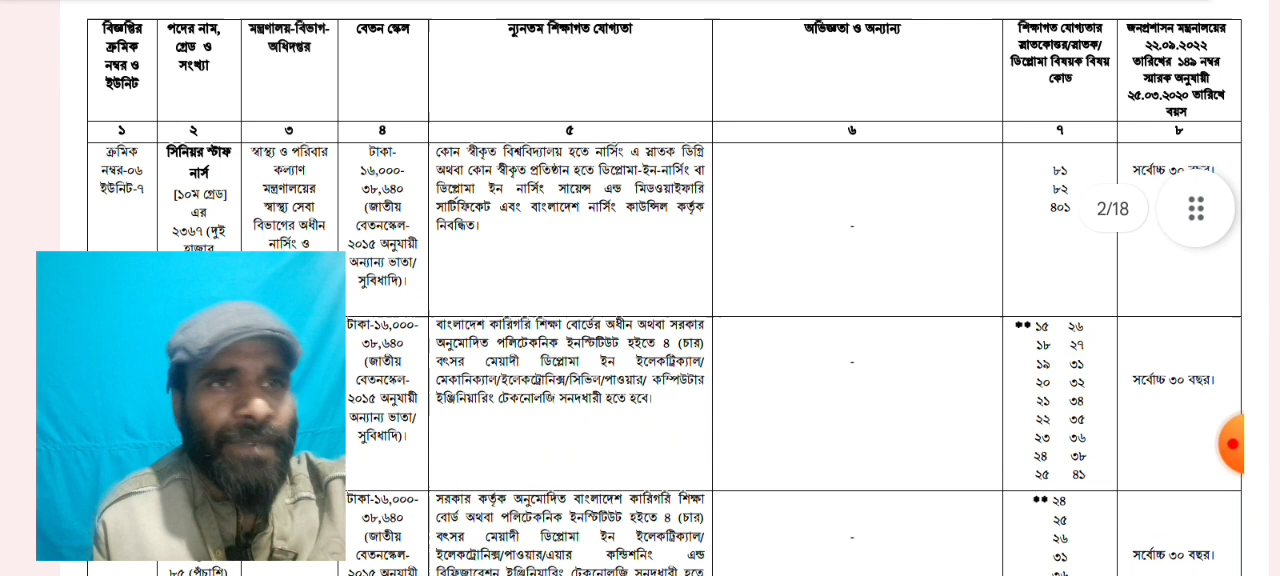 বিজ্ঞপ্তির
ক্রমিক
নম্বর ও
ইউনিট
পদের নাম,
গ্রেড ও
সংখ্যা
মন্ত্রণালয়-বিভাগ-
অধিদপ্তর
বেতন স্কেল
ন্যূনতম শিক্ষাগত যোগ্যতা
অভিজ্ঞতা ও অন্যান্য
শিক্ষাগত যোগ্যতার
স্নাতকোত্তর/স্নাতক/
ডিপ্লোমা বিষয়ক বিষয়
কোড
জনপ্রশাসন মন্ত্রনালয়ের
২২.০৯.২০২২
তারিখের ১৪৯ নম্বর
স্মারক অনুযায়ী
২৫.০৩.২০২০ তারিখে
বয়স
১ ২ ৩ ৪ ৫ ৬ ৭ ৮
ক্রমিক
নম্বর-০৬
ইউনিট-৭
সিনিয়র স্টাফ
নার্স
[১০ম গ্রেড]
এর
২৩৬৭ (দুই
হাজার
স্বাস্থ্য ও পরিবার
কল্যাণ
মন্ত্রণালয়ের
স্বাস্থ্য সেবা
বিভাগের অধীন
নার্সিং ও
টাকা-
১৬,০০০-
৩৮,৬৪০
(জাতীয়
বেতনস্কেল-
২০১৫ অনুযায়ী
অন্যান্য ভাতা/
সুবিধাদি)।
কোন স্বীকৃত বিশ্ববিদ্যালয় হতে নার্সিং এ স্নাতক ডিগ্রি
অথবা কোন স্বীকৃত প্রতিষ্ঠান হতে ডিপ্লোমা-ইন-নার্সিং বা
ডিপ্লোমা ইন নার্সিং সায়েন্স এন্ড মিডওয়াইফারি
সার্টিফিকেট এবং বাংলাদেশ নার্সিং কাউন্সিল কর্তৃক
নিবন্ধিত।
-
৮১
৮২
৪০১
সর্বোচ্চ ৩০ বছর।
2/18
টাকা-১৬,০০০-
৩৮,৬৪০
(জাতীয়
বেতনস্কেল-
২০১৫ অনুযায়ী
অন্যান্য ভাতা/
সুবিধাদি)।
বাংলাদেশ কারিগরি শিক্ষা বোর্ডের অধীন অথবা সরকার
অনুমোদিত পলিটেকনিক ইনস্টিটিউট হইতে ৪ (চার)
বৎসর মেয়াদী ডিপ্লোমা ইন ইলেকট্রিক্যাল/
মেকানিক্যাল/ইলেকট্রোনিক্স/সিভিল/পাওয়ার/ কম্পিউটার
ইঞ্জিনিয়ারিং টেকনোলজি সনদধারী হতে হবে।
-
** ১৫ ২৬
১৮ ২৭
১৯ ৩১
২০ ৩২
২১ ৩৪
২২ ৩৫
২৩ ৩৬
২৪ ৩৮
২৫ ৪১
সর্বোচ্চ ৩০ বছর।
৮৫ (পঁচাশি)
টাকা-১৬,০০০-
৩৮,৬৪০
(জাতীয়
বেতনস্কেল-
২০১৫ অনুযায়ী
সরকার কর্তৃক অনুমোদিত বাংলাদেশ কারিগরি শিক্ষা
বোর্ড অথবা পলিটেকনিক ইনস্টিটিউট হইতে ৪ (চার)
বৎসর মেয়াদী ডিপ্লোমা ইন ইলেকট্রিক্যাল/
ইলেকট্রোনিক্স/পাওয়ার/এয়ার কন্ডিশনিং এন্ড
রিফ্রিজারেশন ইঞ্জিনিয়ারিং টেকনোলজি সনদধারী হতে
-
** ২৪
২৫
২৬
৩১
৩৬
সর্বোচ্চ ৩০ বছর।